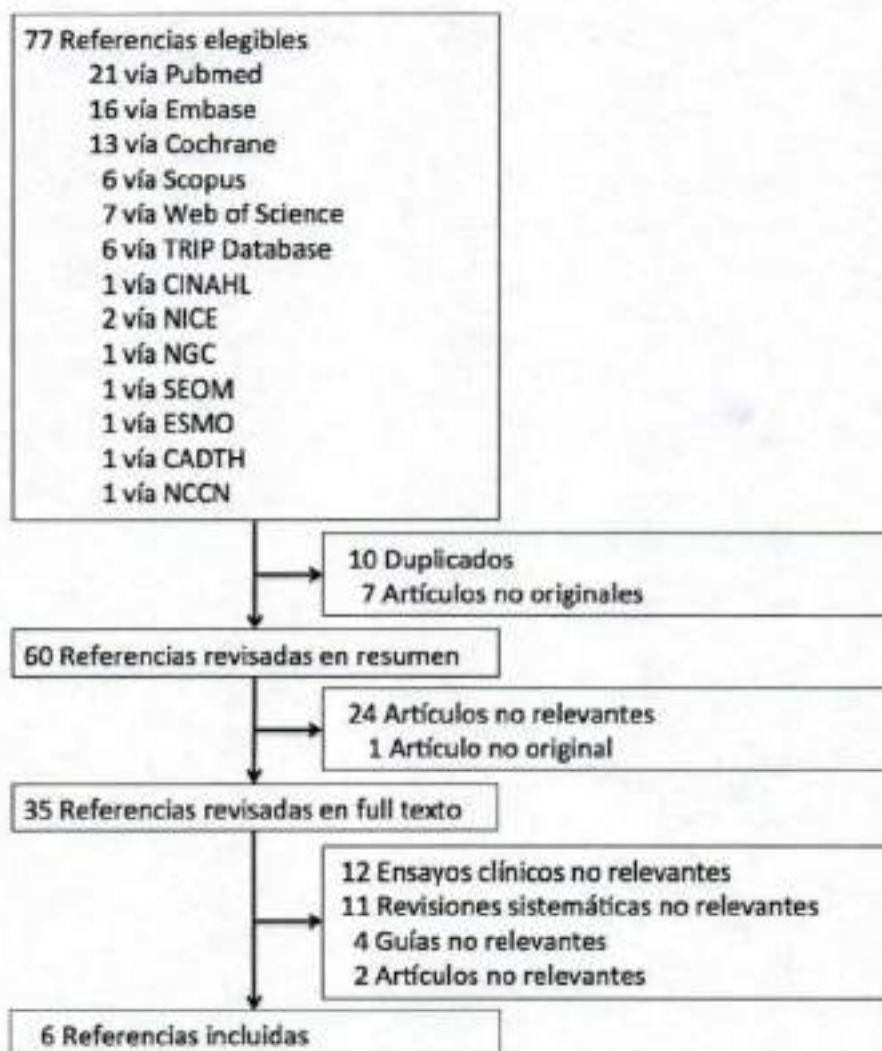 77 Referencias elegibles
21 vía Pubmed
16 vía Embase
13 vía Cochrane
6 vía Scopus
7 vía Web of Science
6 vía TRIP Database
1 vía CINAHL
2 vía NICE
1 vía NGC
1 vía SEOM
1 vía ESMO
1 vía CADTH
1 vía NCCN
10 Duplicados
7 Artículos no originales
60 Referencias revisadas en resumen
24 Artículos no relevantes
1 Artículo no original
35 Referencias revisadas en full texto
12 Ensayos clínicos no relevantes
11 Revisiones sistemáticas no relevantes
4 Guías no relevantes
2 Artículos no relevantes
6 Referencias incluidas